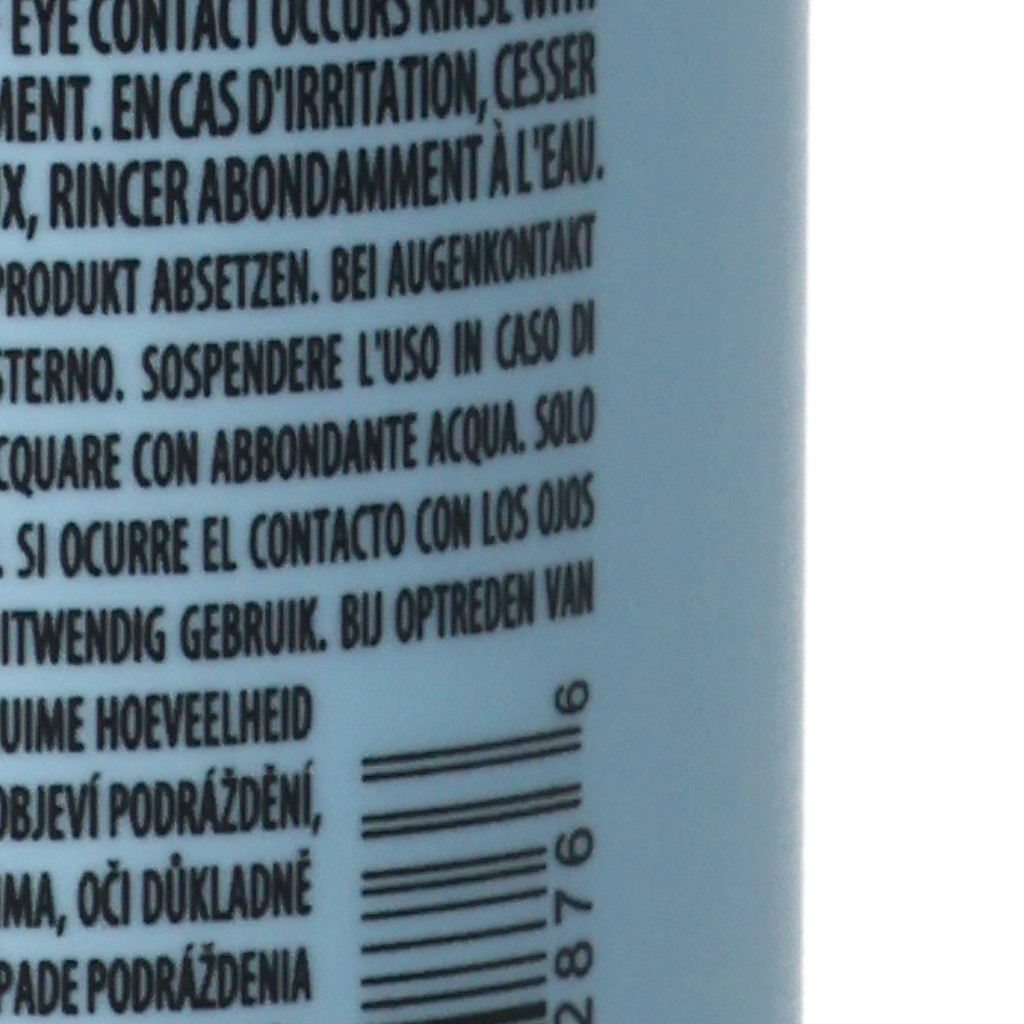 EYE CONTACT OCCURS RINSE WITH
MENT. EN CAS D'IRRITATION, CESSER
X, RINCER ABONDAMMENT À L'EAU.
PRODUKT ABSETZEN. BEI AUGENKONTAKT
STERNO. SOSPENDERE L'USO IN CASO DI
CQUARE CON ABBONDANTE ACQUA. SOLO
. SI OCURRE EL CONTACTO CON LOS OJOS
ITWENDIG GEBRUIK. BIJ OPTREDEN VAN
UIME HOEVEELHEID
OBJEVÍ PODRÁŽDĚNÍ,
IMA, OČI DŮKLADNĚ
PADE PODRÁŽDENIA
2876 6